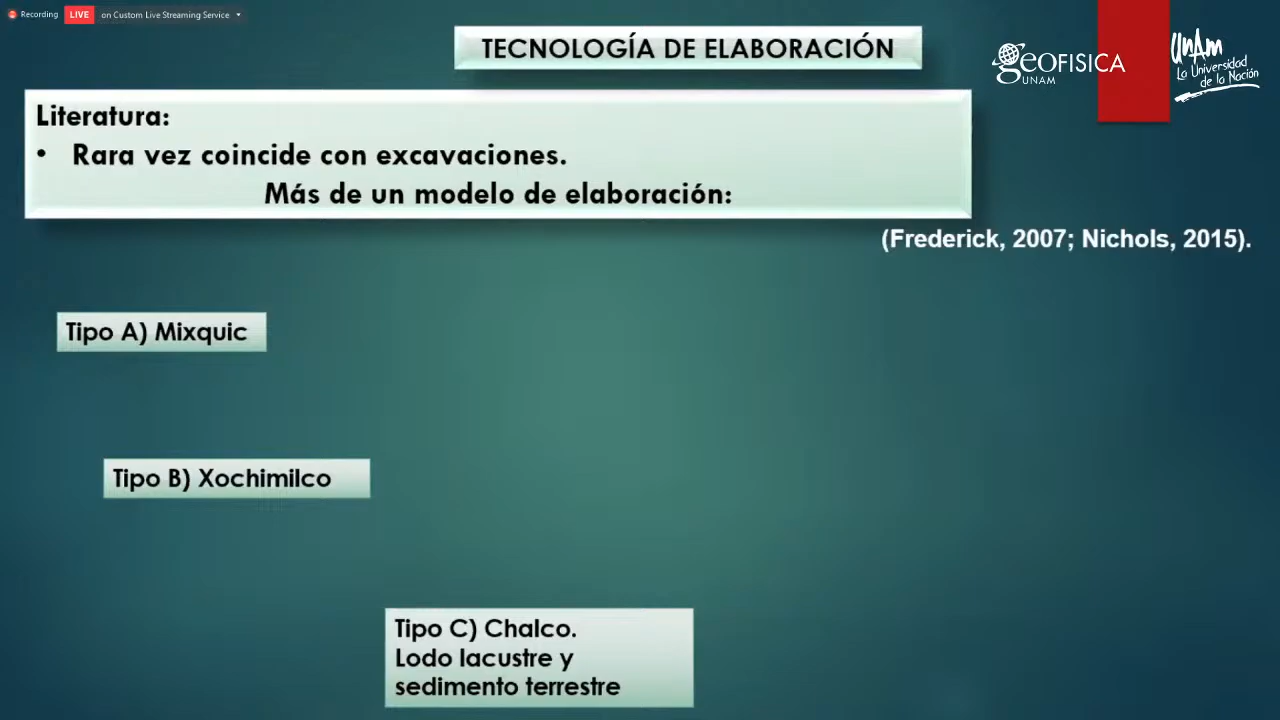 Recording LIVE on Custom Live Streaming Service
TECNOLOGÍA DE ELABORACIÓN
GEOFISICA
UNAM
UNAM
La Universidad
de la Nación
Literatura:
• Rara vez coincide con excavaciones.
Más de un modelo de elaboración:
(Frederick, 2007; Nichols, 2015).
Tipo A) Mixquic
Tipo B) Xochimilco
Tipo C) Chalco.
Lodo lacustre y
sedimento terrestre